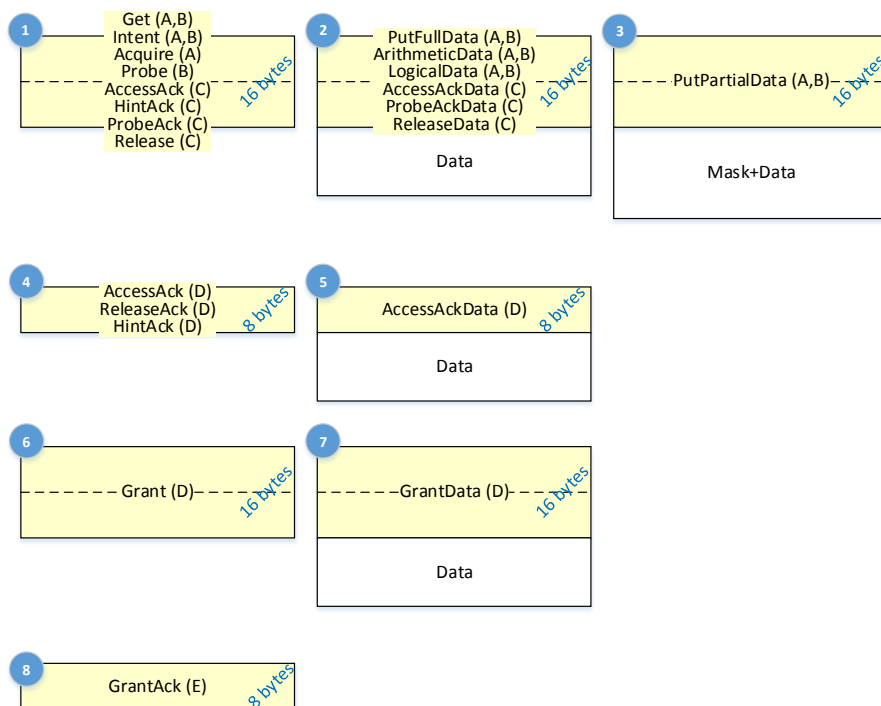 1
Get (A,B)
Intent (A,B)
Acquire (A)
Probe (B)
AccessAck (C)
HintAck (C)
ProbeAck (C)
Release (C)
16 bytes
2
PutFullData (A,B)
ArithmeticData (A,B)
LogicalData (A,B)
AccessAckData (C)
ProbeAckData (C)
ReleaseData (C)
16 bytes
Data
3
PutPartialData (A,B)
16 bytes
Mask+Data
4
AccessAck (D)
ReleaseAck (D)
HintAck (D)
8 bytes
5
AccessAckData (D)
8 bytes
Data
6
Grant (D)
16 bytes
7
GrantData (D)
16 bytes
Data
8
GrantAck (E)
8 bytes